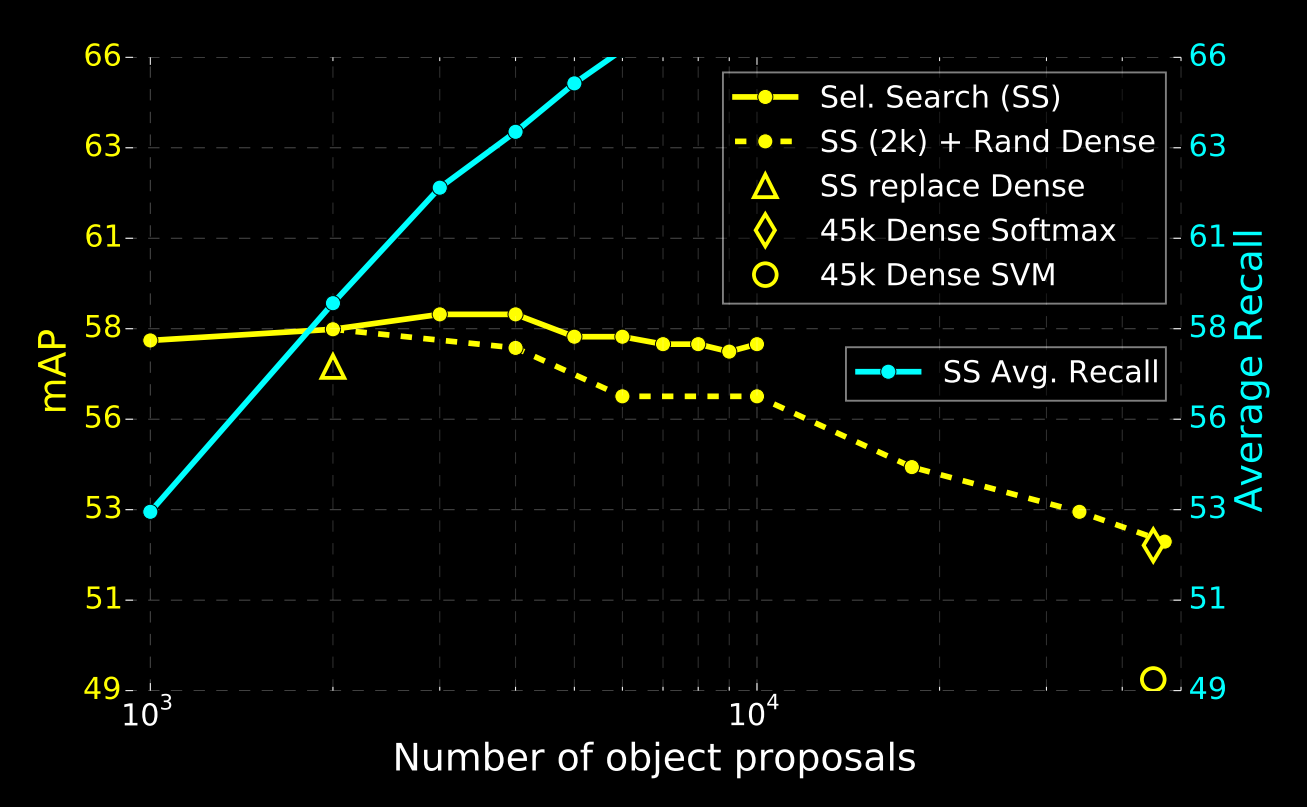 66
63
61
58
56
53
51
49
mAP
66
63
61
58
56
53
51
49
Average Recall
Sel. Search (SS)
SS (2k) + Rand Dense
SS replace Dense
45k Dense Softmax
45k Dense SVM
SS Avg. Recall
10³ 10⁴
Number of object proposals